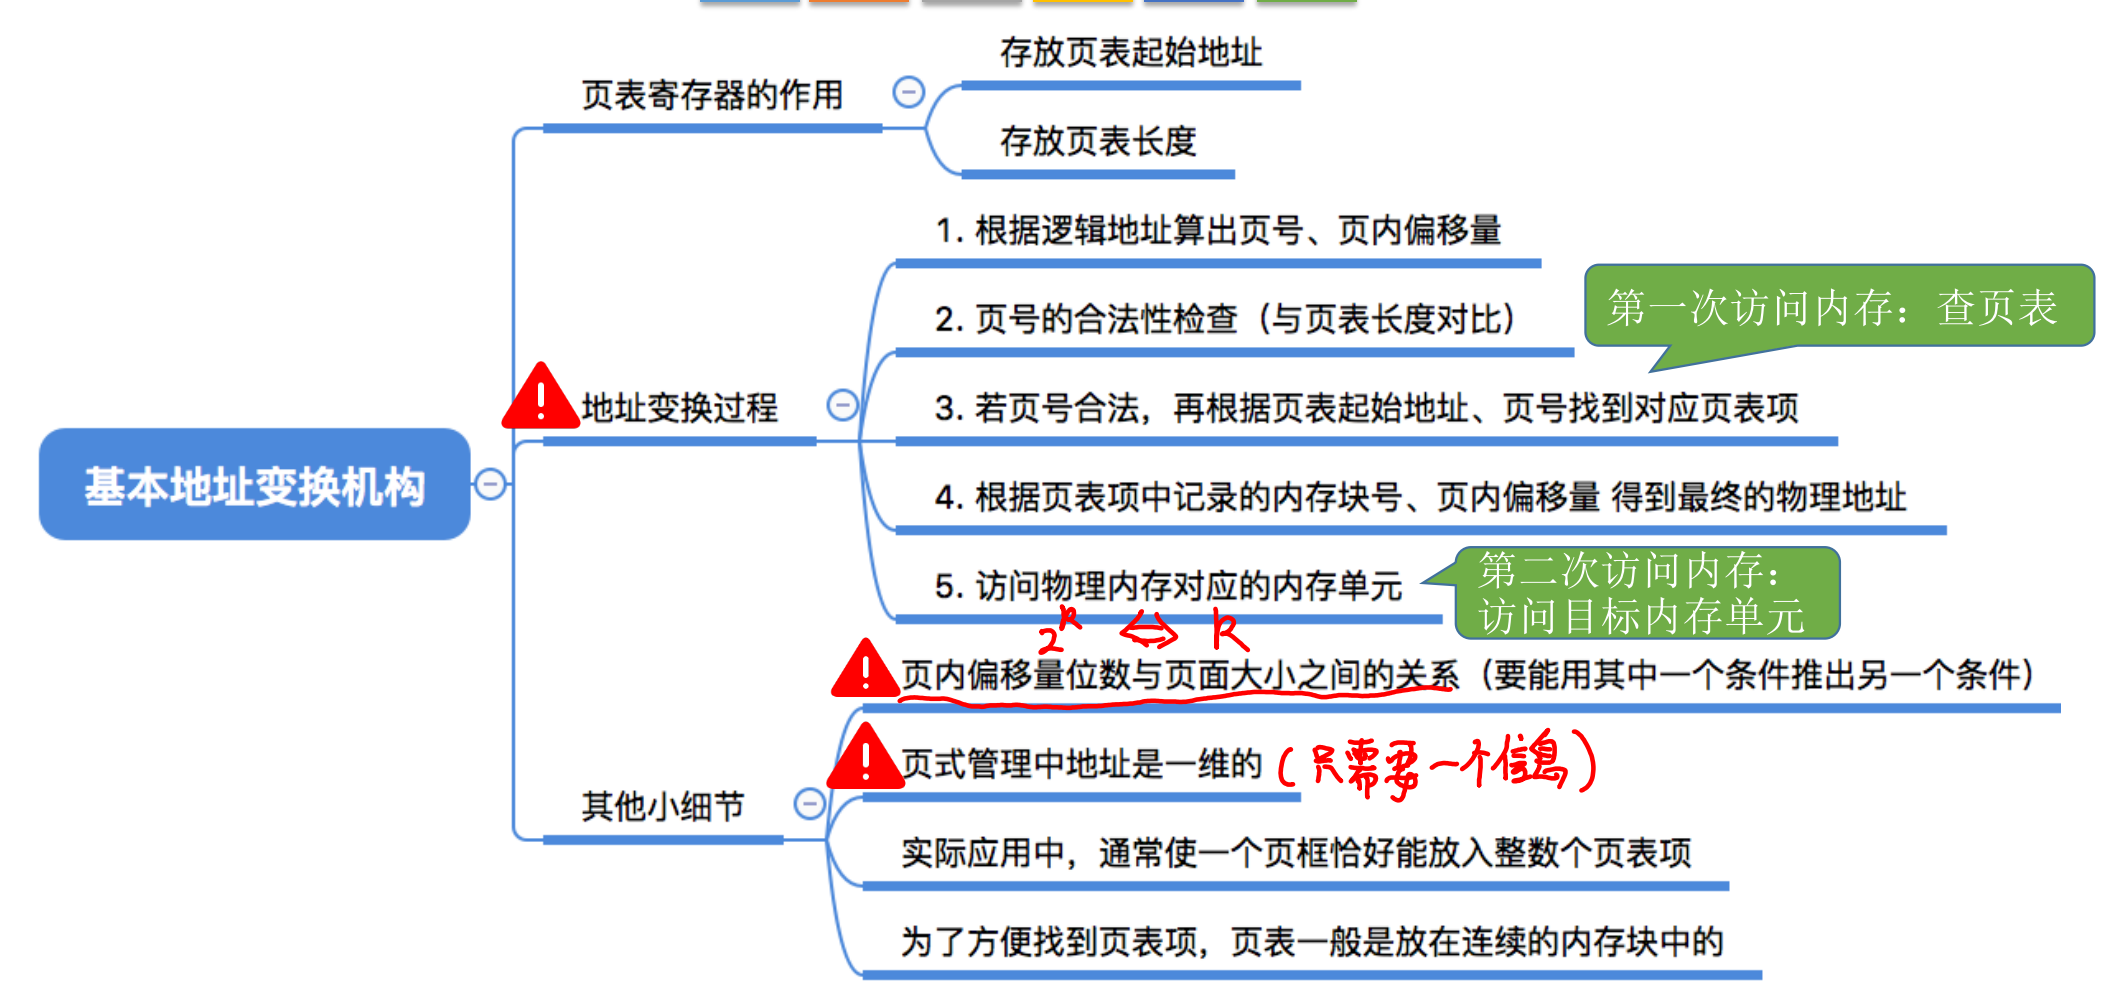 存放页表起始地址
页表寄存器的作用
存放页表长度
1. 根据逻辑地址算出页号、页内偏移量
2. 页号的合法性检查（与页表长度对比）
第一次访问内存：查页表
地址变换过程
3. 若页号合法，再根据页表起始地址、页号找到对应页表项
基本地址变换机构
4. 根据页表项中记录的内存块号、页内偏移量 得到最终的物理地址
5. 访问物理内存对应的内存单元
第二次访问内存：
访问目标内存单元
2^k ⇔ k
页内偏移量位数与页面大小之间的关系（要能用其中一个条件推出另一个条件）
页式管理中地址是一维的（只需要一个信息）
其他小细节
实际应用中，通常使一个页框恰好能放入整数个页表项
为了方便找到页表项，页表一般是放在连续的内存块中的